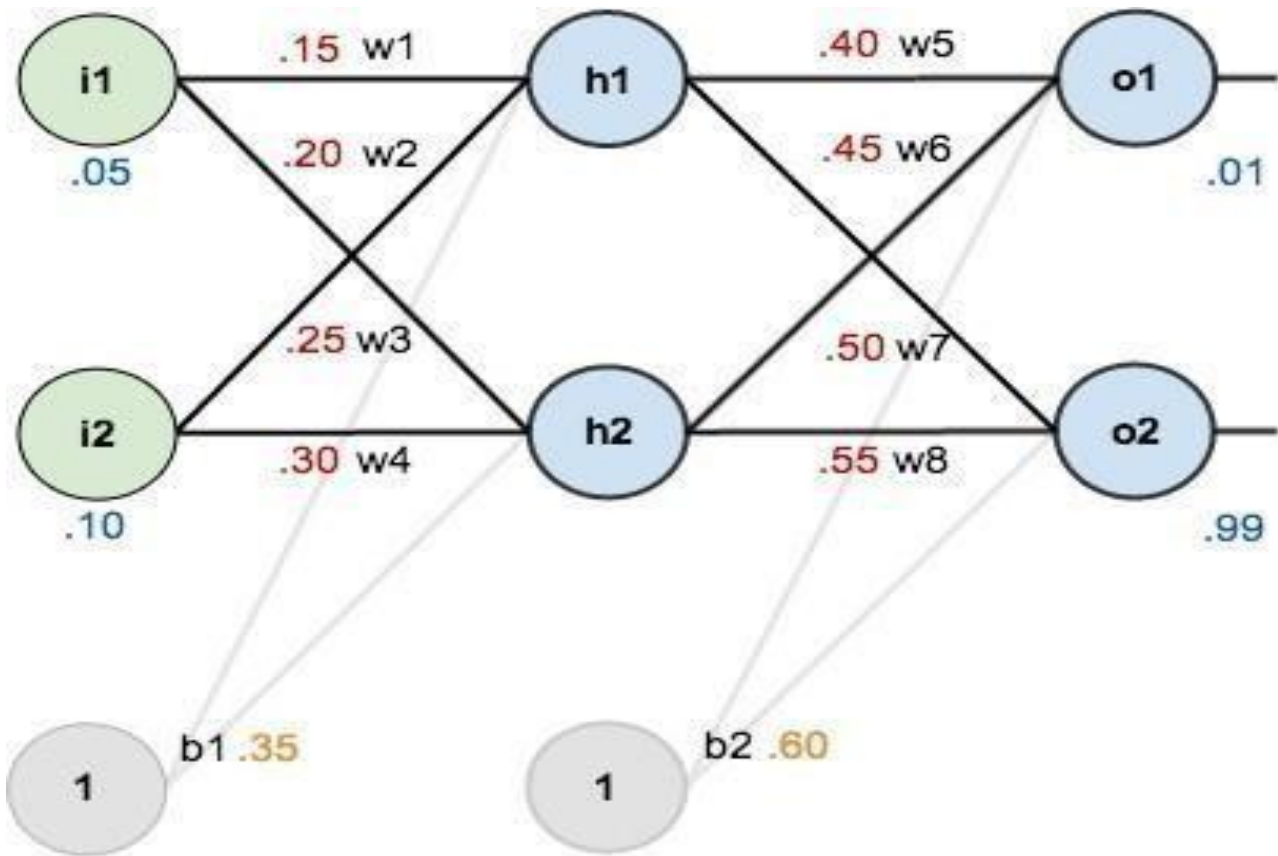 .15 w1
.40 w5
i1
h1
o1
.20 w2
.45 w6
.05
.01
.25 w3
.50 w7
i2
h2
o2
.30 w4
.55 w8
.10
.99
b1 .35
b2 .60
1
1